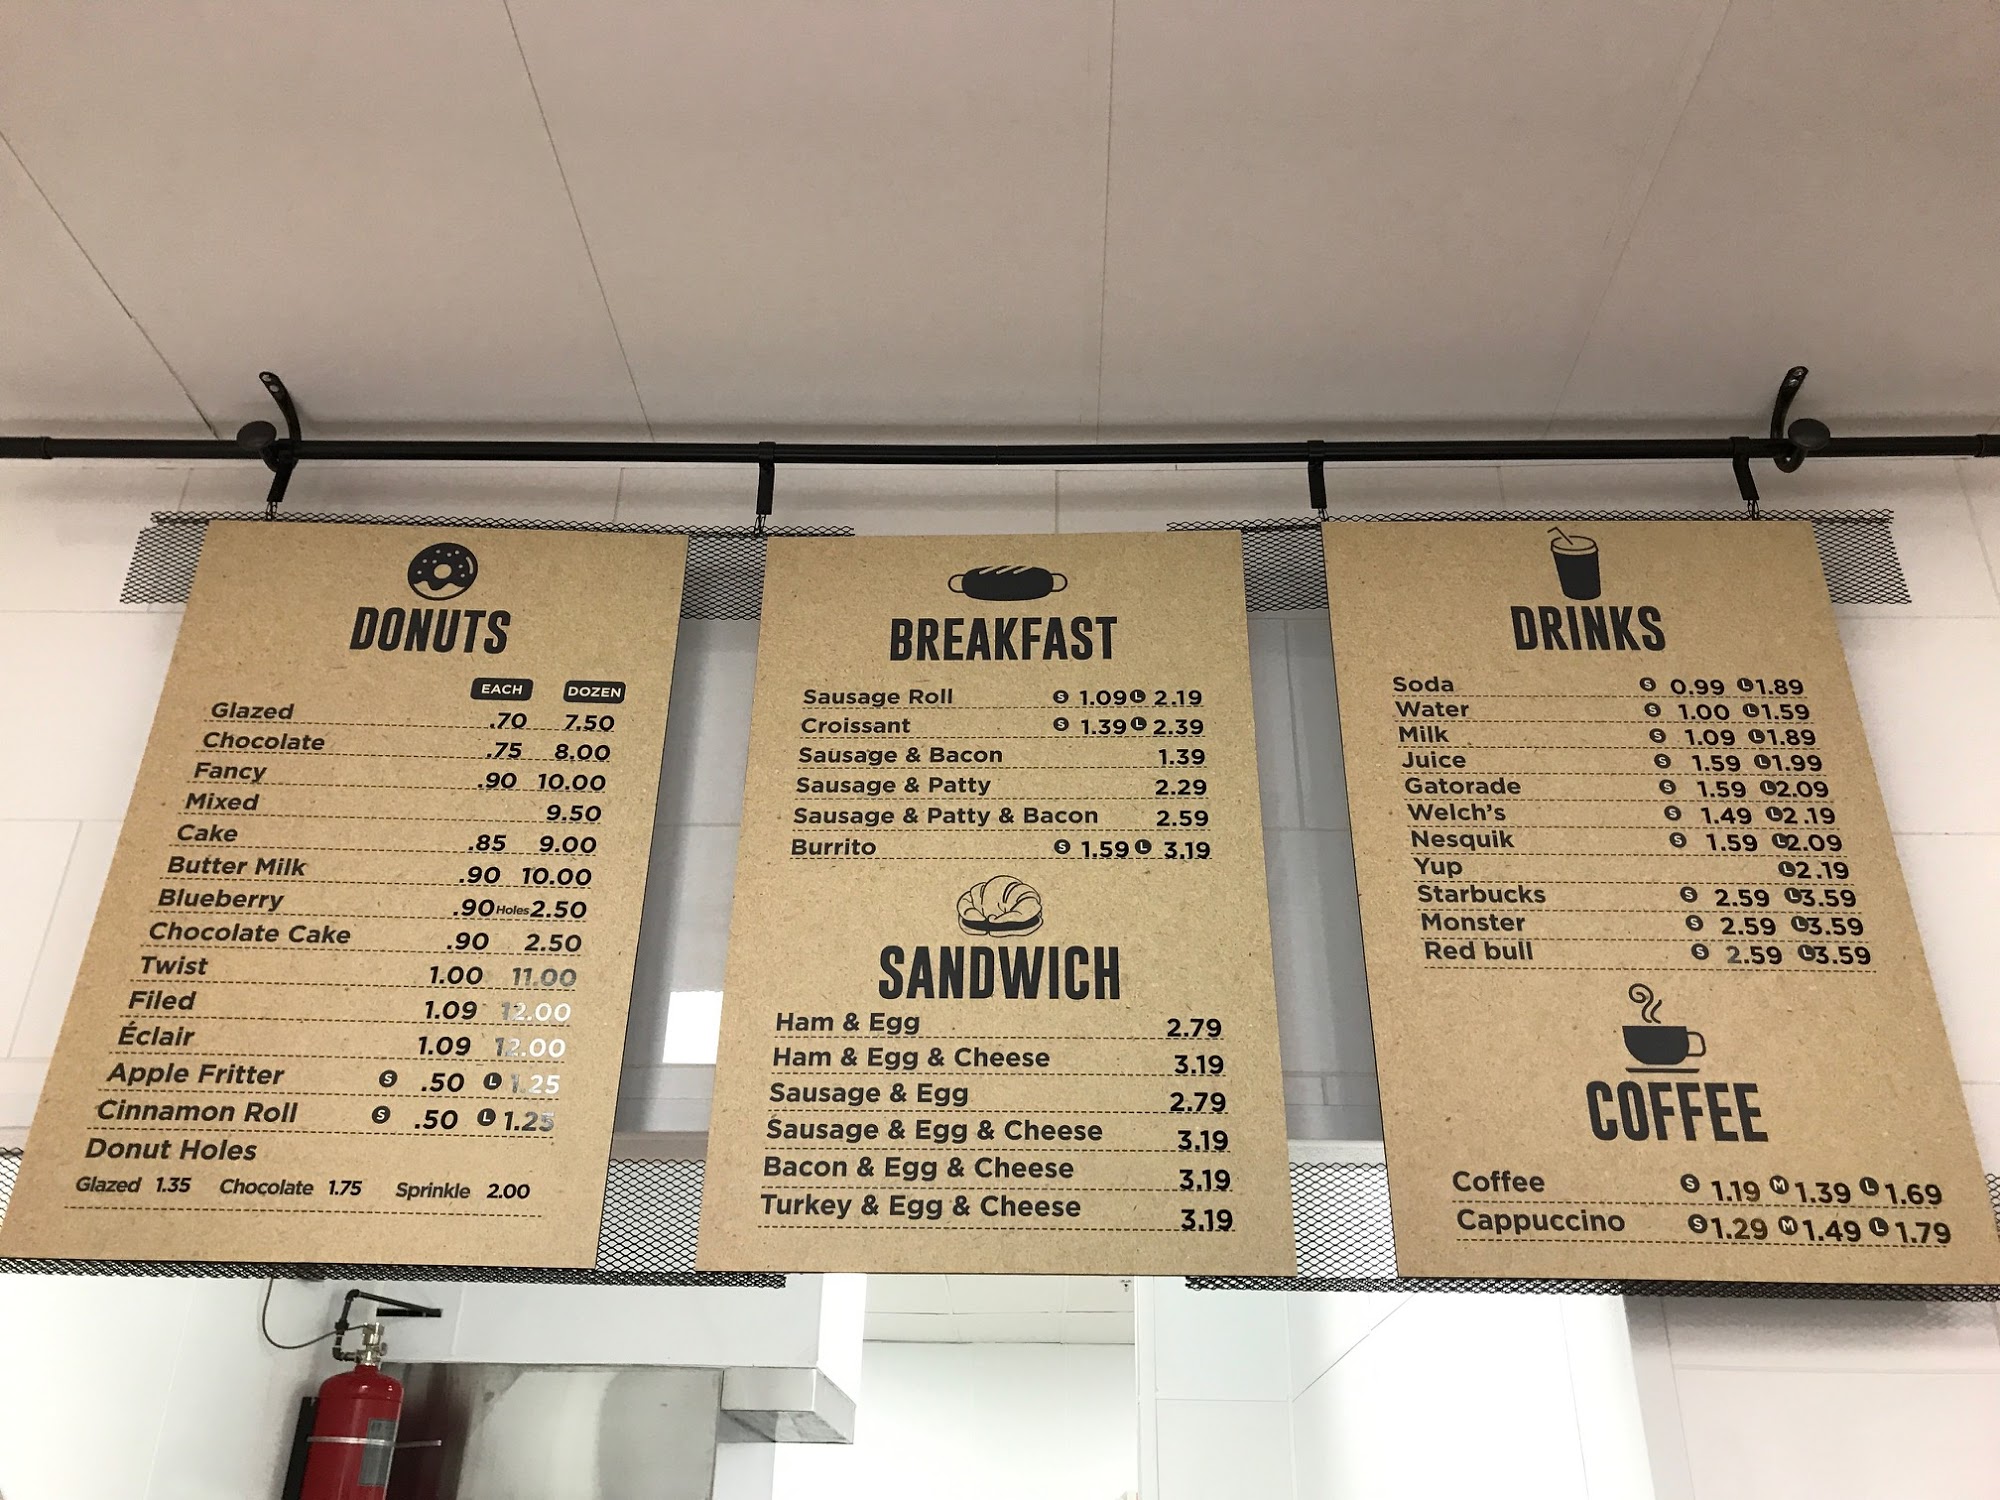 DONUTS
EACH DOZEN
Glazed .70 7.50
Chocolate .75 8.00
Fancy .90 10.00
Mixed 9.50
Cake .85 9.00
Butter Milk .90 10.00
Blueberry .90 Holes 2.50
Chocolate Cake .90 2.50
Twist 1.00 11.00
Filed 1.09 12.00
Éclair 1.09 12.00
Apple Fritter S .50 L 1.25
Cinnamon Roll S .50 L 1.25
Donut Holes
Glazed 1.35 Chocolate 1.75 Sprinkle 2.00
BREAKFAST
Sausage Roll S 1.09 L 2.19
Croissant S 1.39 L 2.39
Sausage & Bacon 1.39
Sausage & Patty 2.29
Sausage & Patty & Bacon 2.59
Burrito S 1.59 L 3.19
SANDWICH
Ham & Egg 2.79
Ham & Egg & Cheese 3.19
Sausage & Egg 2.79
Sausage & Egg & Cheese 3.19
Bacon & Egg & Cheese 3.19
Turkey & Egg & Cheese 3.19
DRINKS
Soda S 0.99 L 1.89
Water S 1.00 L 1.59
Milk S 1.09 L 1.89
Juice S 1.59 L 1.99
Gatorade S 1.59 L 2.09
Welch's S 1.49 L 2.19
Nesquik S 1.59 L 2.09
Yup L 2.19
Starbucks S 2.59 L 3.59
Monster S 2.59 L 3.59
Red bull S 2.59 L 3.59
COFFEE
Coffee S 1.19 M 1.39 L 1.69
Cappuccino S 1.29 M 1.49 L 1.79